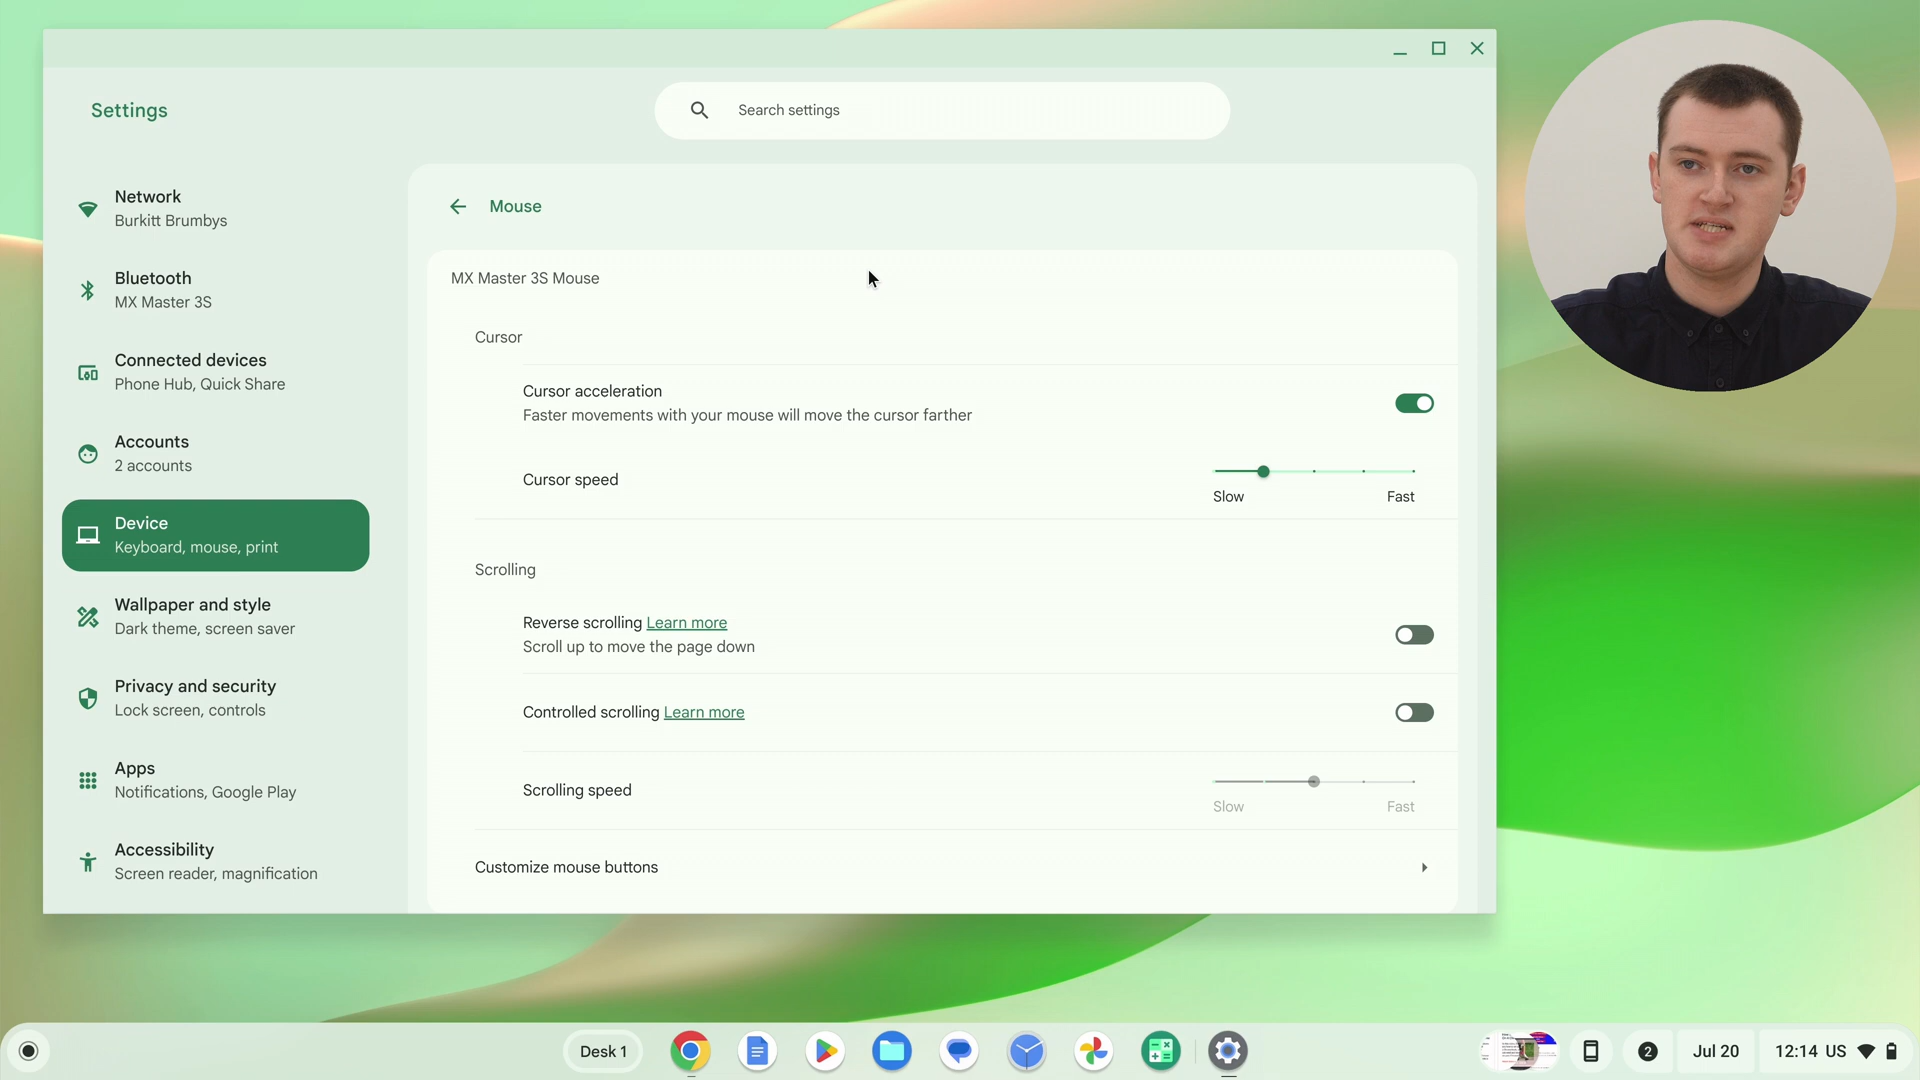 Settings
Search settings
Network
Burkitt Brumbys
Bluetooth
MX Master 3S
Connected devices
Phone Hub, Quick Share
Accounts
2 accounts
Device
Keyboard, mouse, print
Wallpaper and style
Dark theme, screen saver
Privacy and security
Lock screen, controls
Apps
Notifications, Google Play
Accessibility
Screen reader, magnification
Mouse
MX Master 3S Mouse
Cursor
Cursor acceleration
Faster movements with your mouse will move the cursor farther
Cursor speed
Slow Fast
Scrolling
Reverse scrolling Learn more
Scroll up to move the page down
Controlled scrolling Learn more
Scrolling speed
Slow Fast
Customize mouse buttons
Desk 1
2
Jul 20
12:14 US